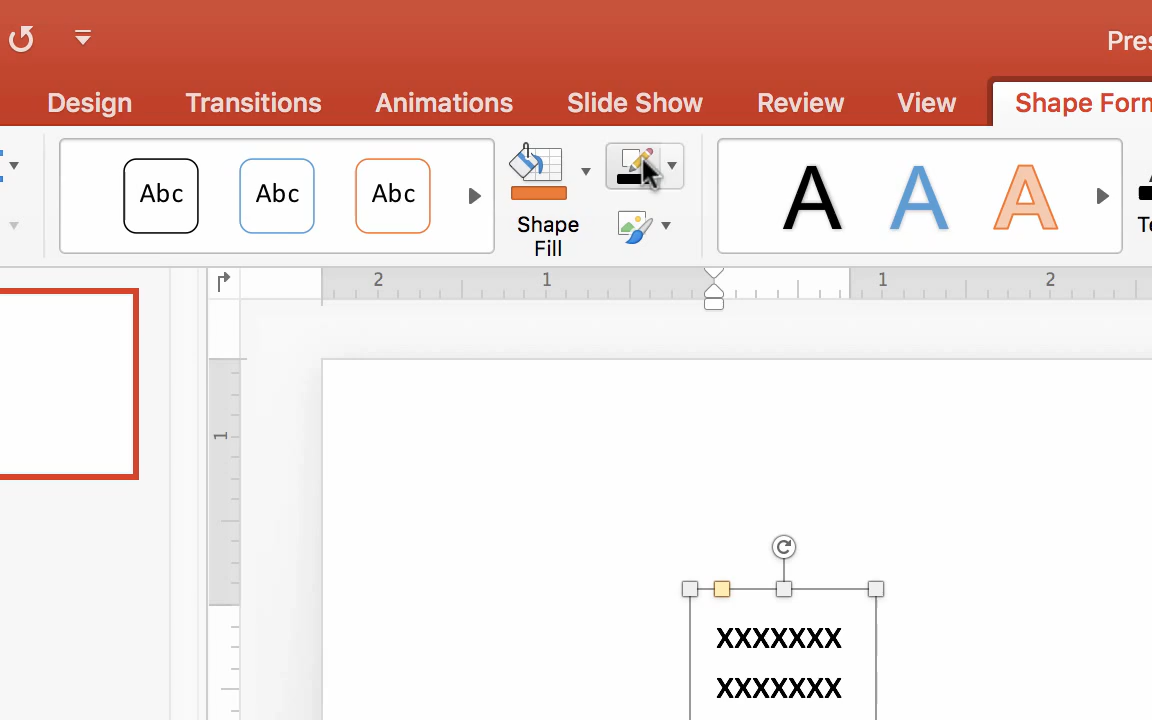 Pres
Design Transitions Animations Slide Show Review View Shape Form
Abc Abc Abc
Shape
Fill
A A A
Te
2 1 1 2
1
XXXXXXX
XXXXXXX